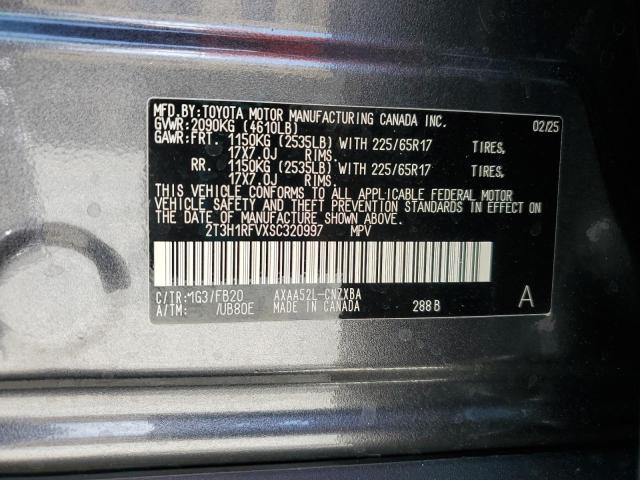 MFD.BY:TOYOTA MOTOR MANUFACTURING CANADA INC. 02/25
GVWR:2090KG (4610LB)
GAWR:FRT. 1150KG (2535LB) WITH 225/65R17 TIRES,
17X7.0J RIMS.
RR. 1150KG (2535LB) WITH 225/65R17 TIRES,
17X7.0J RIMS.
THIS VEHICLE CONFORMS TO ALL APPLICABLE FEDERAL MOTOR
VEHICLE SAFETY AND THEFT PREVENTION STANDARDS IN EFFECT ON
THE DATE OF MANUFACTURE SHOWN ABOVE.
2T3H1RFVXSC320997 MPV
C/TR:1G3/FB20 AXAA52L-CNZXBA
A/TM: /UB80E MADE IN CANADA 288B A